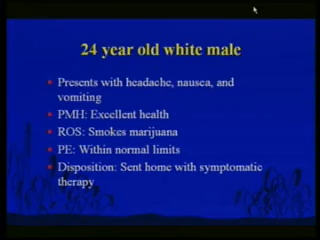 24 year old white male
Presents with headache, nausea, and
vomiting
PMH: Excellent health
ROS: Smokes marijuana
PE: Within normal limits
Disposition: Sent home with symptomatic
therapy